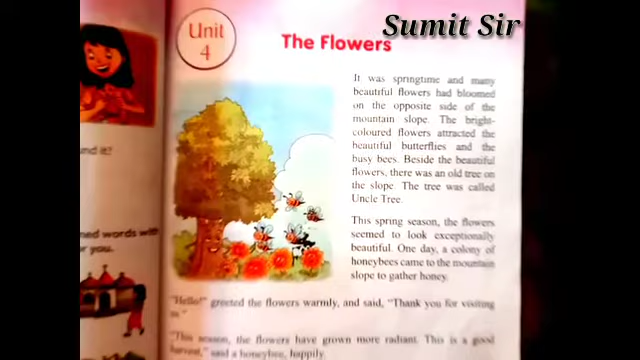 Sumit Sir
Unit
4
The Flowers
It was springtime and many
beautiful flowers had bloomed
on the opposite side of the
mountain slope. The bright-
coloured flowers attracted the
beautiful butterflies and the
busy bees. Beside the beautiful
flowers, there was an old tree on
the slope. The tree was called
Uncle Tree.
This spring season, the flowers
seemed to look exceptionally
beautiful. One day, a colony of
honeybees came to the mountain
slope to gather honey.
"Hello!" greeted the flowers warmly, and said, "Thank you for visiting
us."
"This season, the flowers have grown more radiant. This is a good
harvest," said a honeybee, happily.
nd it?
ned words with
r you.